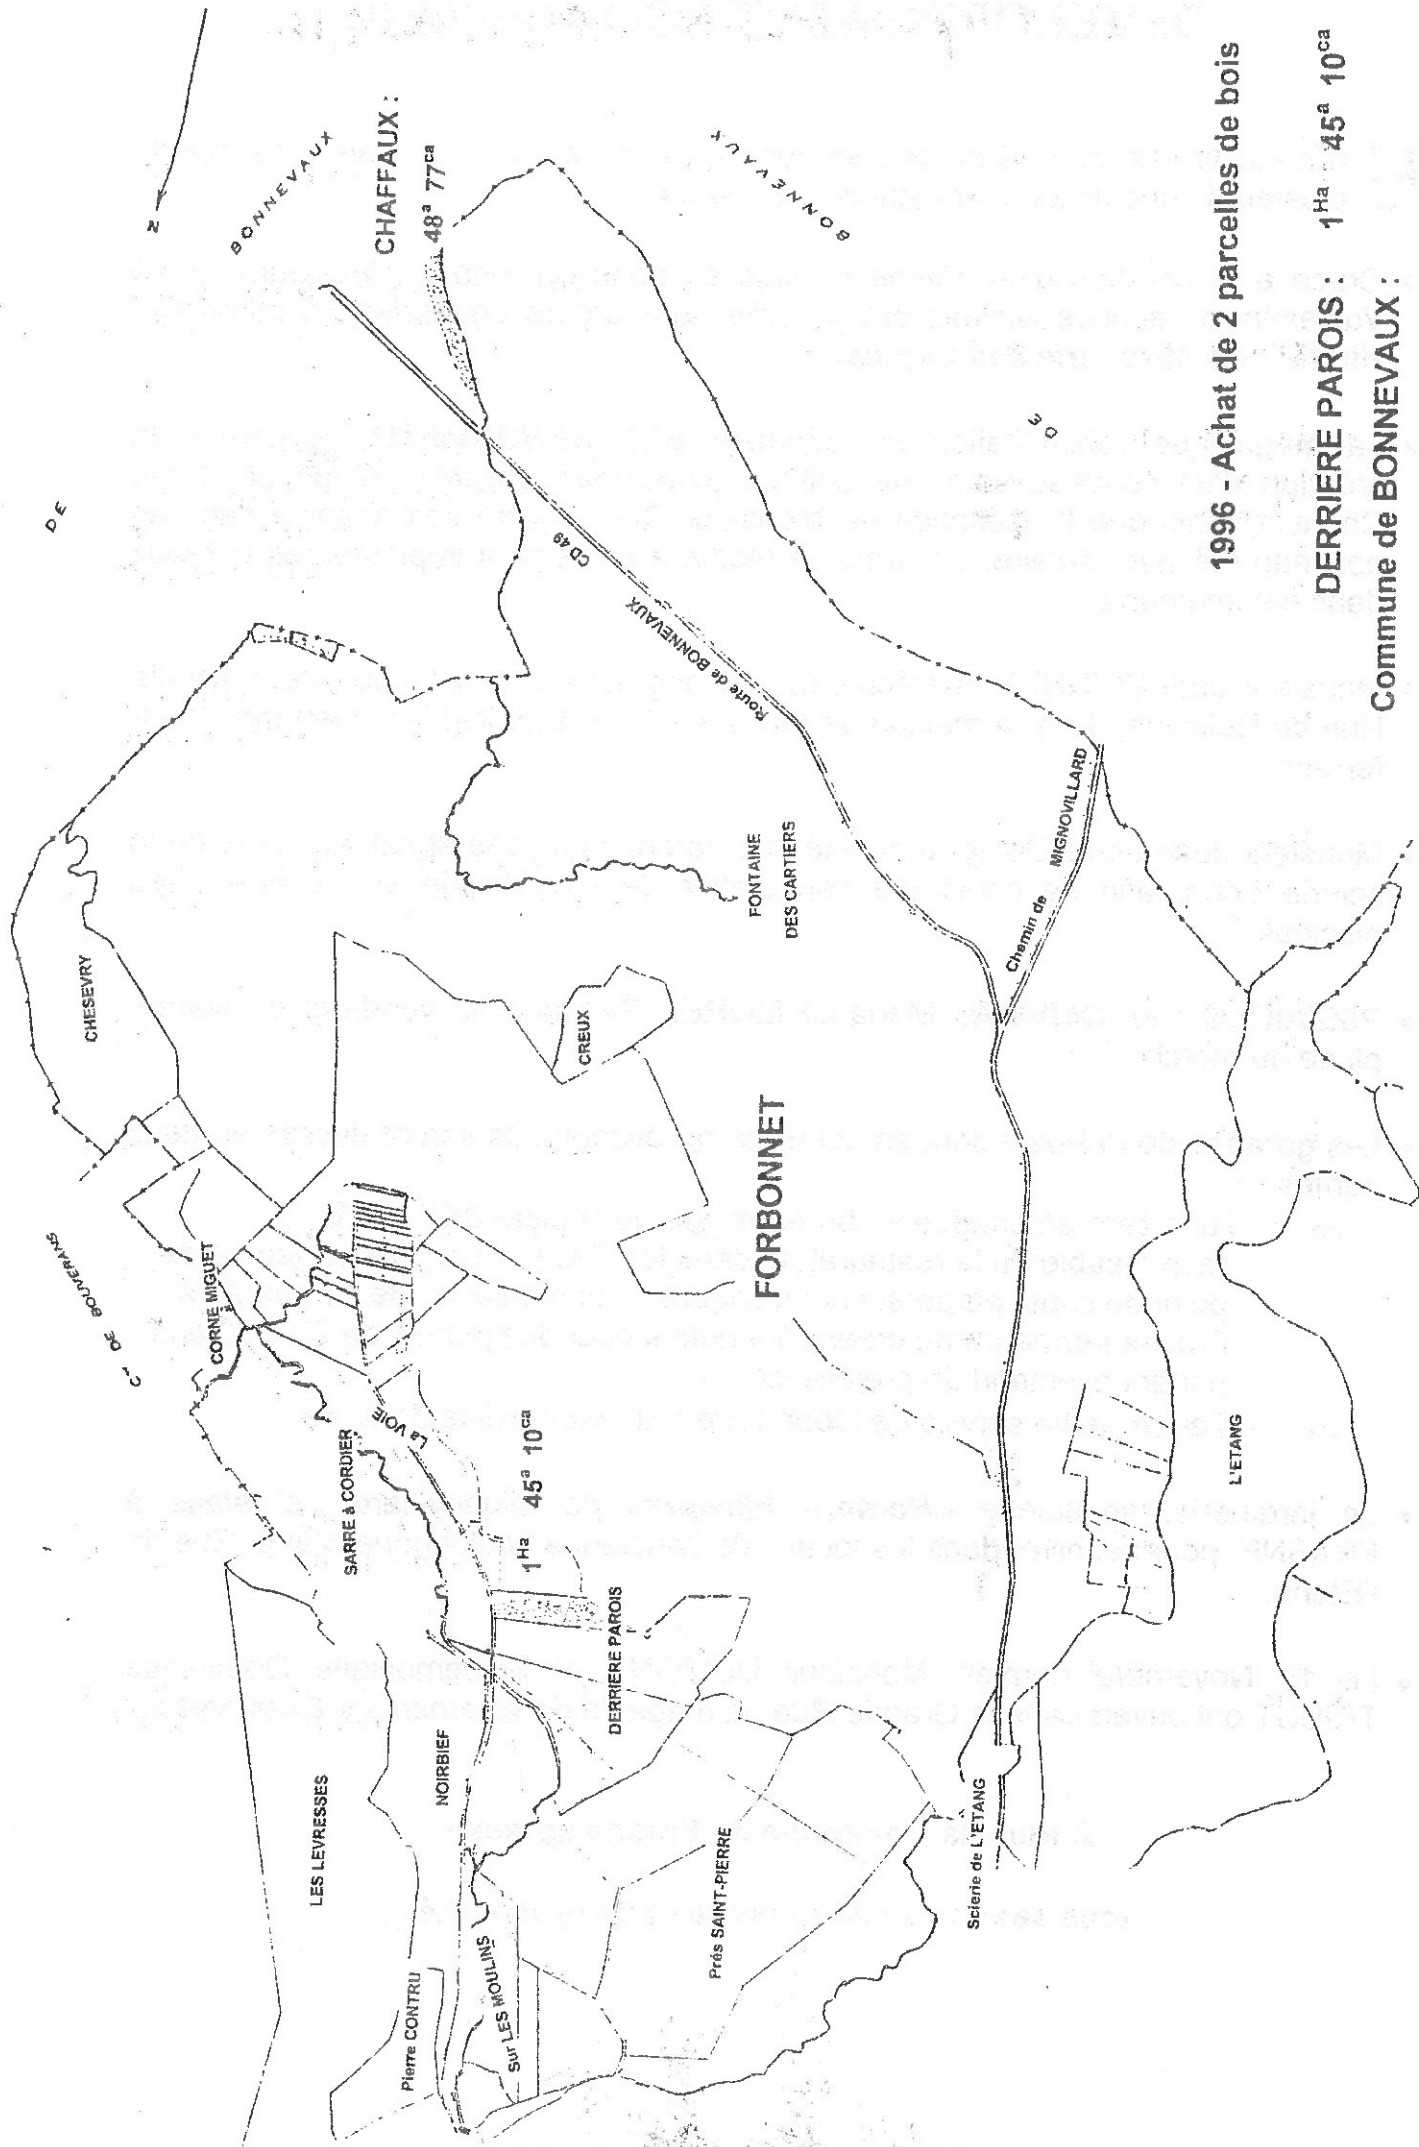 Cne DE BOUVERANS
DE
BONNEVAUX
N
CHESEVRY
CORNE MIGUET
LES LEVRESSES
SARRE à CORDIER
La VOIE
CHAFFAUX :
48a 77ca
CD 49
Route de BONNEVAUX
BONNEVAUX
DE
Pierre CONTRU
NOIRBIEF
Sur LES MOULINS
1Ha 45a 10ca
DERRIERE PAROIS
CREUX
FONTAINE
DES CARTIERS
FORBONNET
Prés SAINT-PIERRE
Chemin de MIGNOVILLARD
Scierie de L'ETANG
L'ETANG
1996 - Achat de 2 parcelles de bois
DERRIERE PAROIS : 1Ha 45a 10ca
Commune de BONNEVAUX :